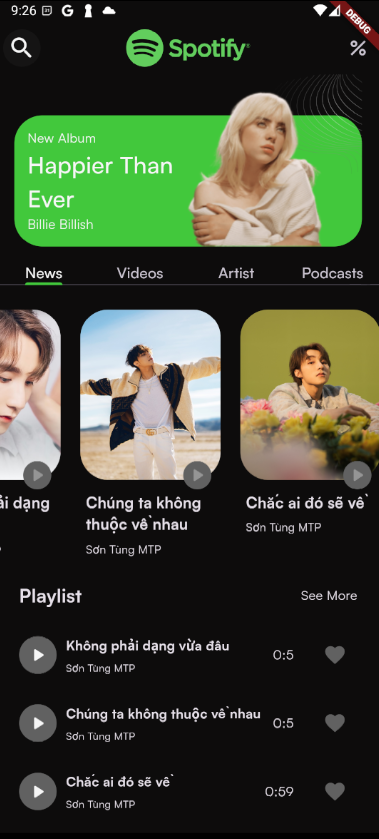 9:26
DEBUG
Spotify
New Album
Happier Than
Ever
Billie Billish
News Videos Artist Podcasts
ải dạng
Chúng ta không
thuộc về nhau
Sơn Tùng MTP
Chắc ai đó sẽ về
Sơn Tùng MTP
Playlist See More
Không phải dạng vừa đâu 0:5
Sơn Tùng MTP
Chúng ta không thuộc về nhau 0:5
Sơn Tùng MTP
Chắc ai đó sẽ về 0:59
Sơn Tùng MTP